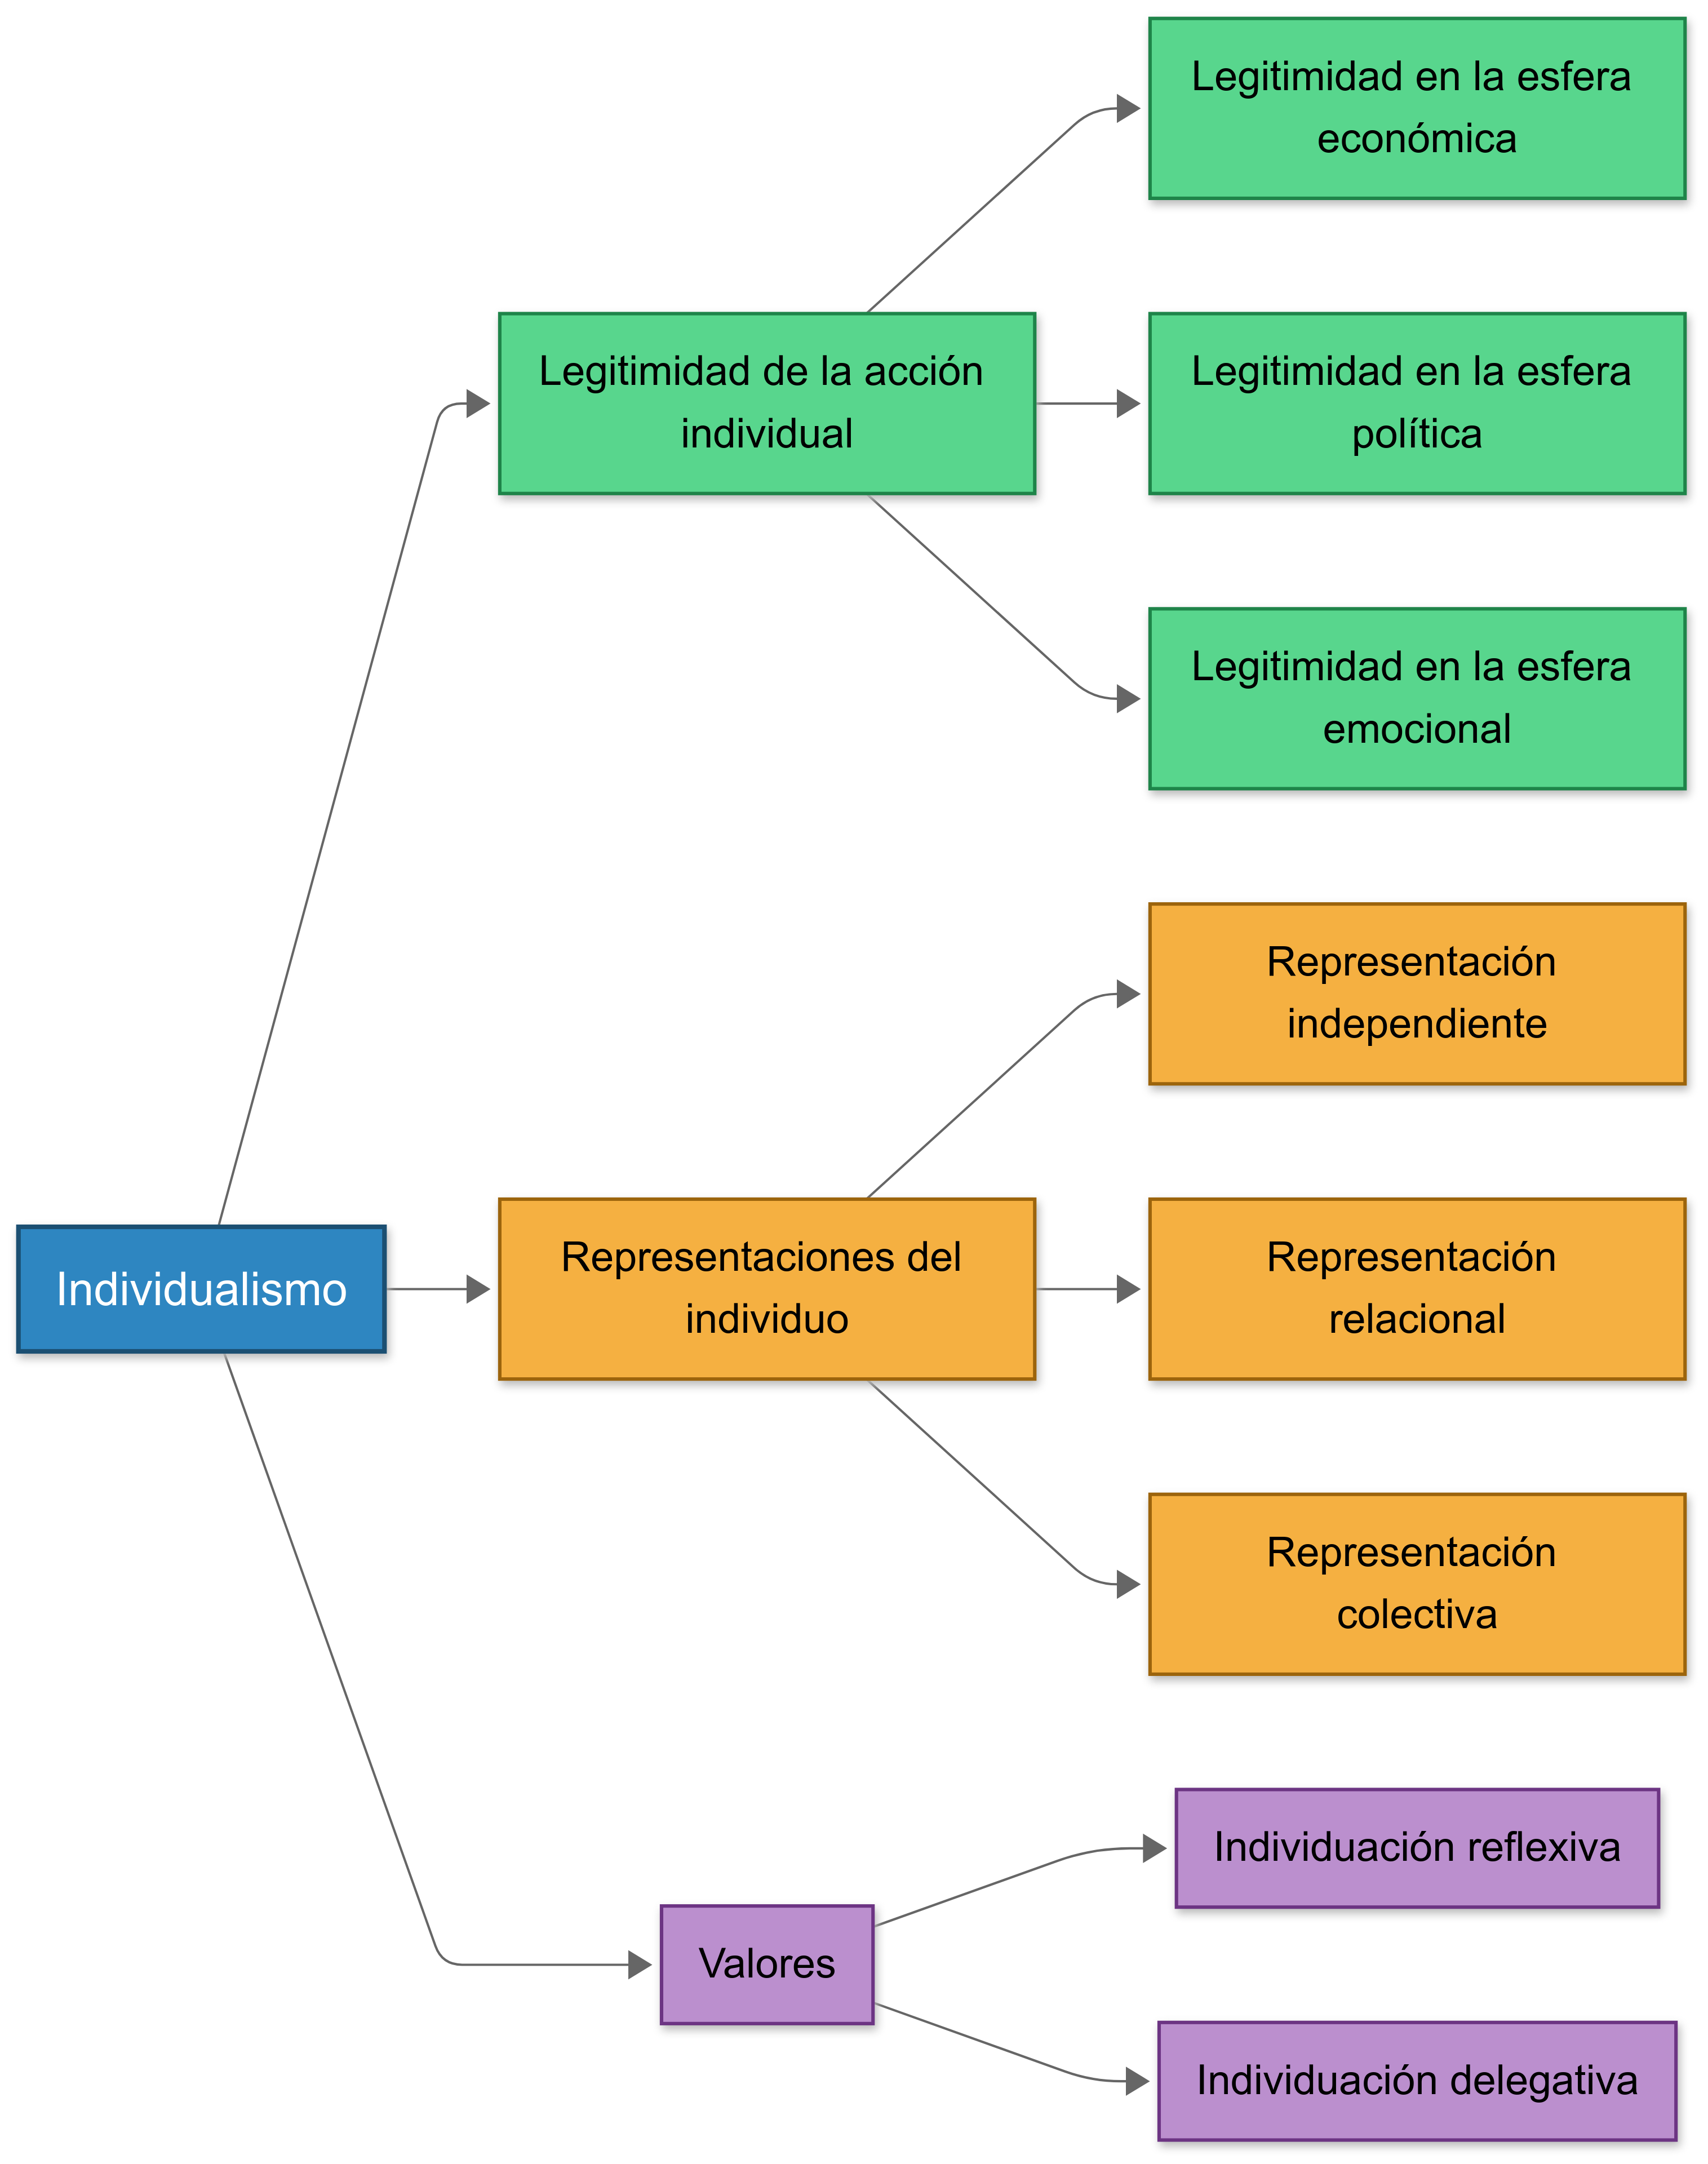 Legitimidad en la esfera
económica
Legitimidad de la acción
individual
Legitimidad en la esfera
política
Legitimidad en la esfera
emocional
Representación
independiente
Individualismo
Representaciones del
individuo
Representación
relacional
Representación
colectiva
Valores
Individuación reflexiva
Individuación delegativa